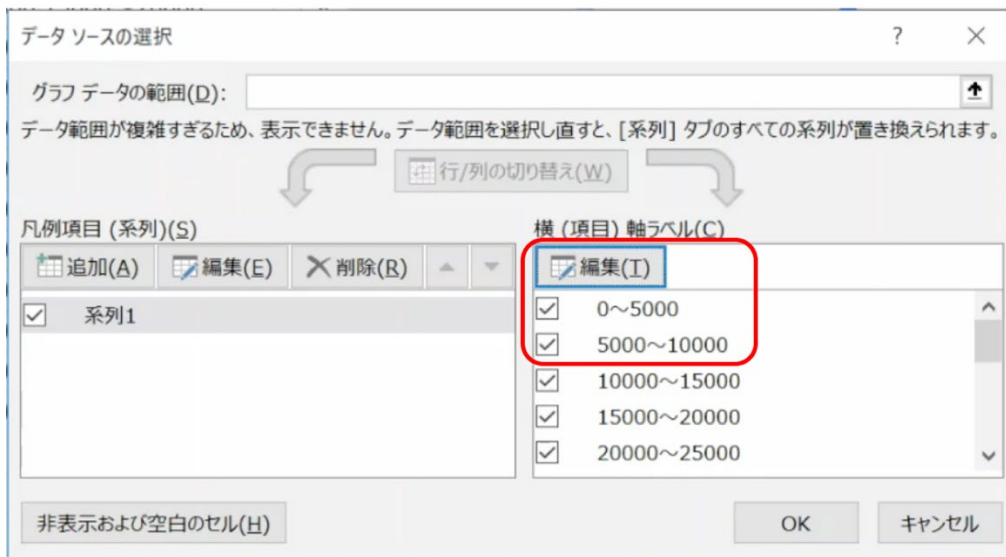 データ ソースの選択 ?
グラフ データの範囲(D):
データ範囲が複雑すぎるため、表示できません。データ範囲を選択し直すと、[系列] タブのすべての系列が置き換えられます。
行/列の切り替え(W)
凡例項目 (系列)(S)
追加(A) 編集(E) 削除(R)
系列1
横 (項目) 軸ラベル(C)
編集(T)
0～5000
5000～10000
10000～15000
15000～20000
20000～25000
非表示および空白のセル(H) OK キャンセル